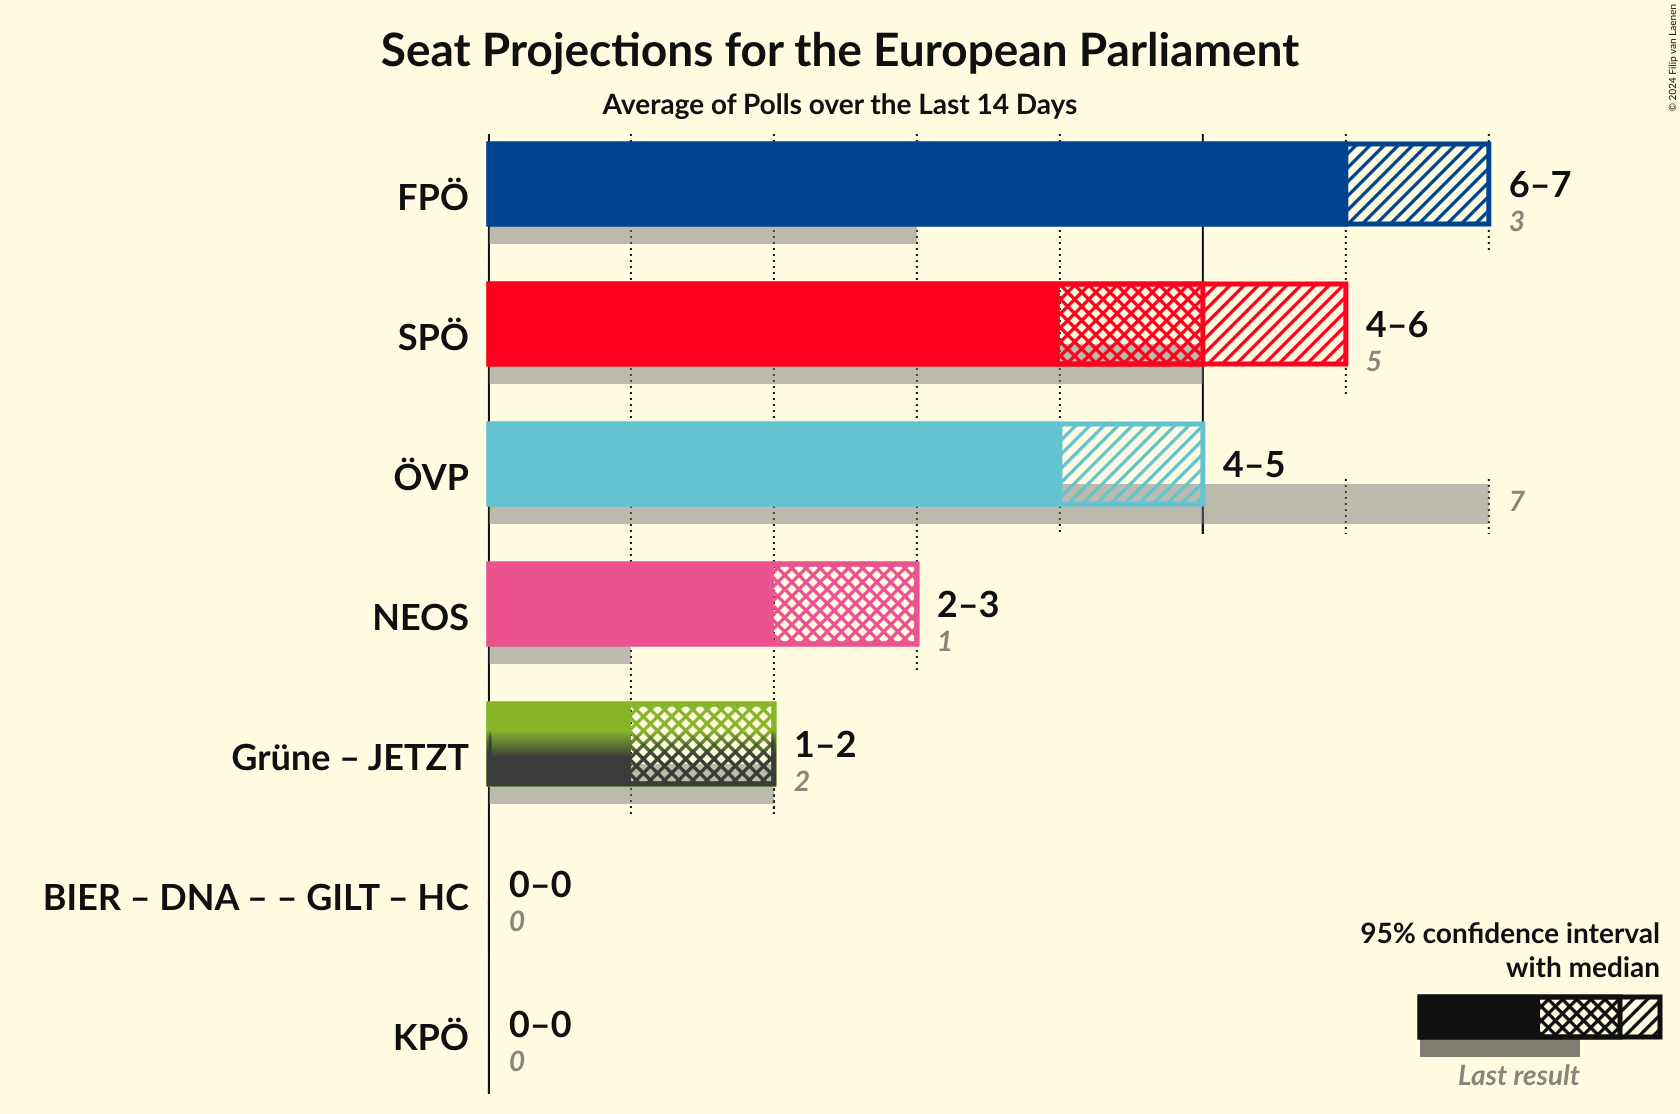 Seat Projections for the European Parliament
Average of Polls over the Last 14 Days
© 2024 Filip van Laenen
FPÖ
6–7
3
SPÖ
4–6
5
ÖVP
4–5
7
NEOS
2–3
1
Grüne – JETZT
1–2
2
BIER – DNA – – GILT – HC
0–0
0
KPÖ
0–0
0
95% confidence interval
with median
Last result